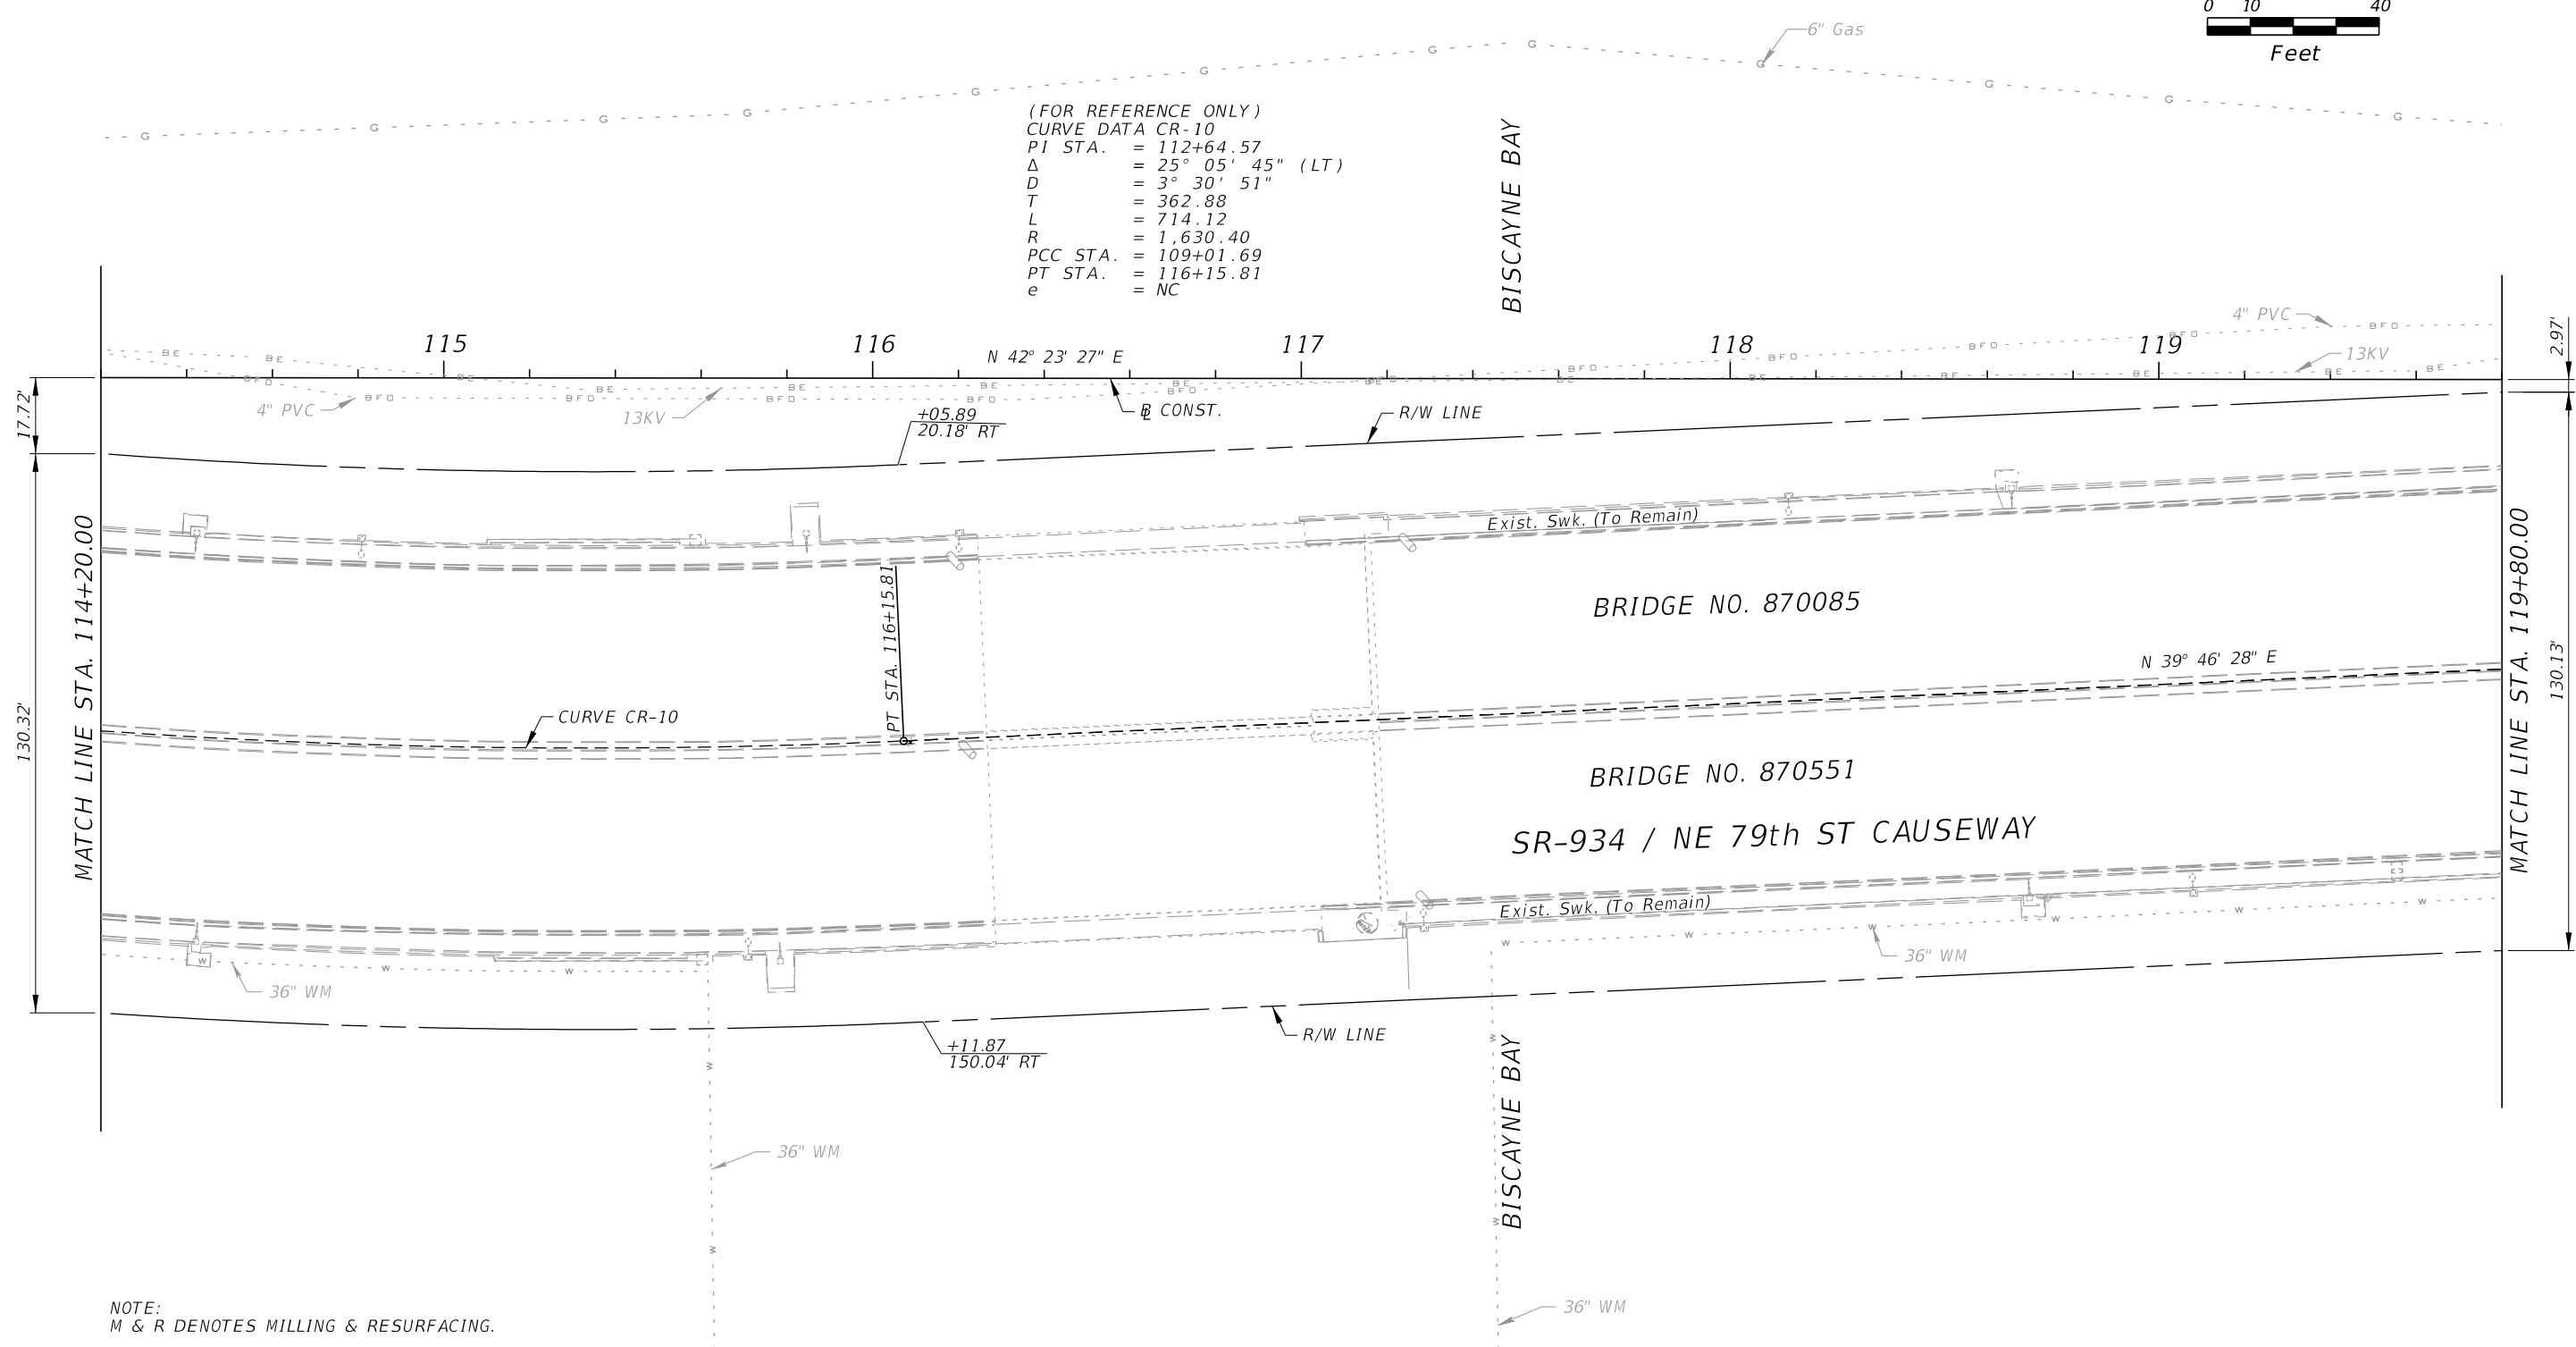 0 10 40
Feet
6" Gas
(FOR REFERENCE ONLY)
CURVE DATA CR-10
PI STA. = 112+64.57
Δ = 25° 05' 45" (LT)
D = 3° 30' 51"
T = 362.88
L = 714.12
R = 1,630.40
PCC STA. = 109+01.69
PT STA. = 116+15.81
e = NC
BISCAYNE BAY
115 116 117 118 119
N 42° 23' 27" E
4" PVC
13KV
2.97'
17.72'
4" PVC
13KV
+05.89
20.18' RT
B CONST.
R/W LINE
Exist. Swk. (To Remain)
MATCH LINE STA. 114+20.00
130.32'
PT STA. 116+15.81
CURVE CR-10
BRIDGE NO. 870085
N 39° 46' 28" E
BRIDGE NO. 870551
SR-934 / NE 79th ST CAUSEWAY
MATCH LINE STA. 119+80.00
130.13'
Exist. Swk. (To Remain)
36" WM
36" WM
R/W LINE
+11.87
150.04' RT
BISCAYNE BAY
36" WM
36" WM
NOTE:
M & R DENOTES MILLING & RESURFACING.